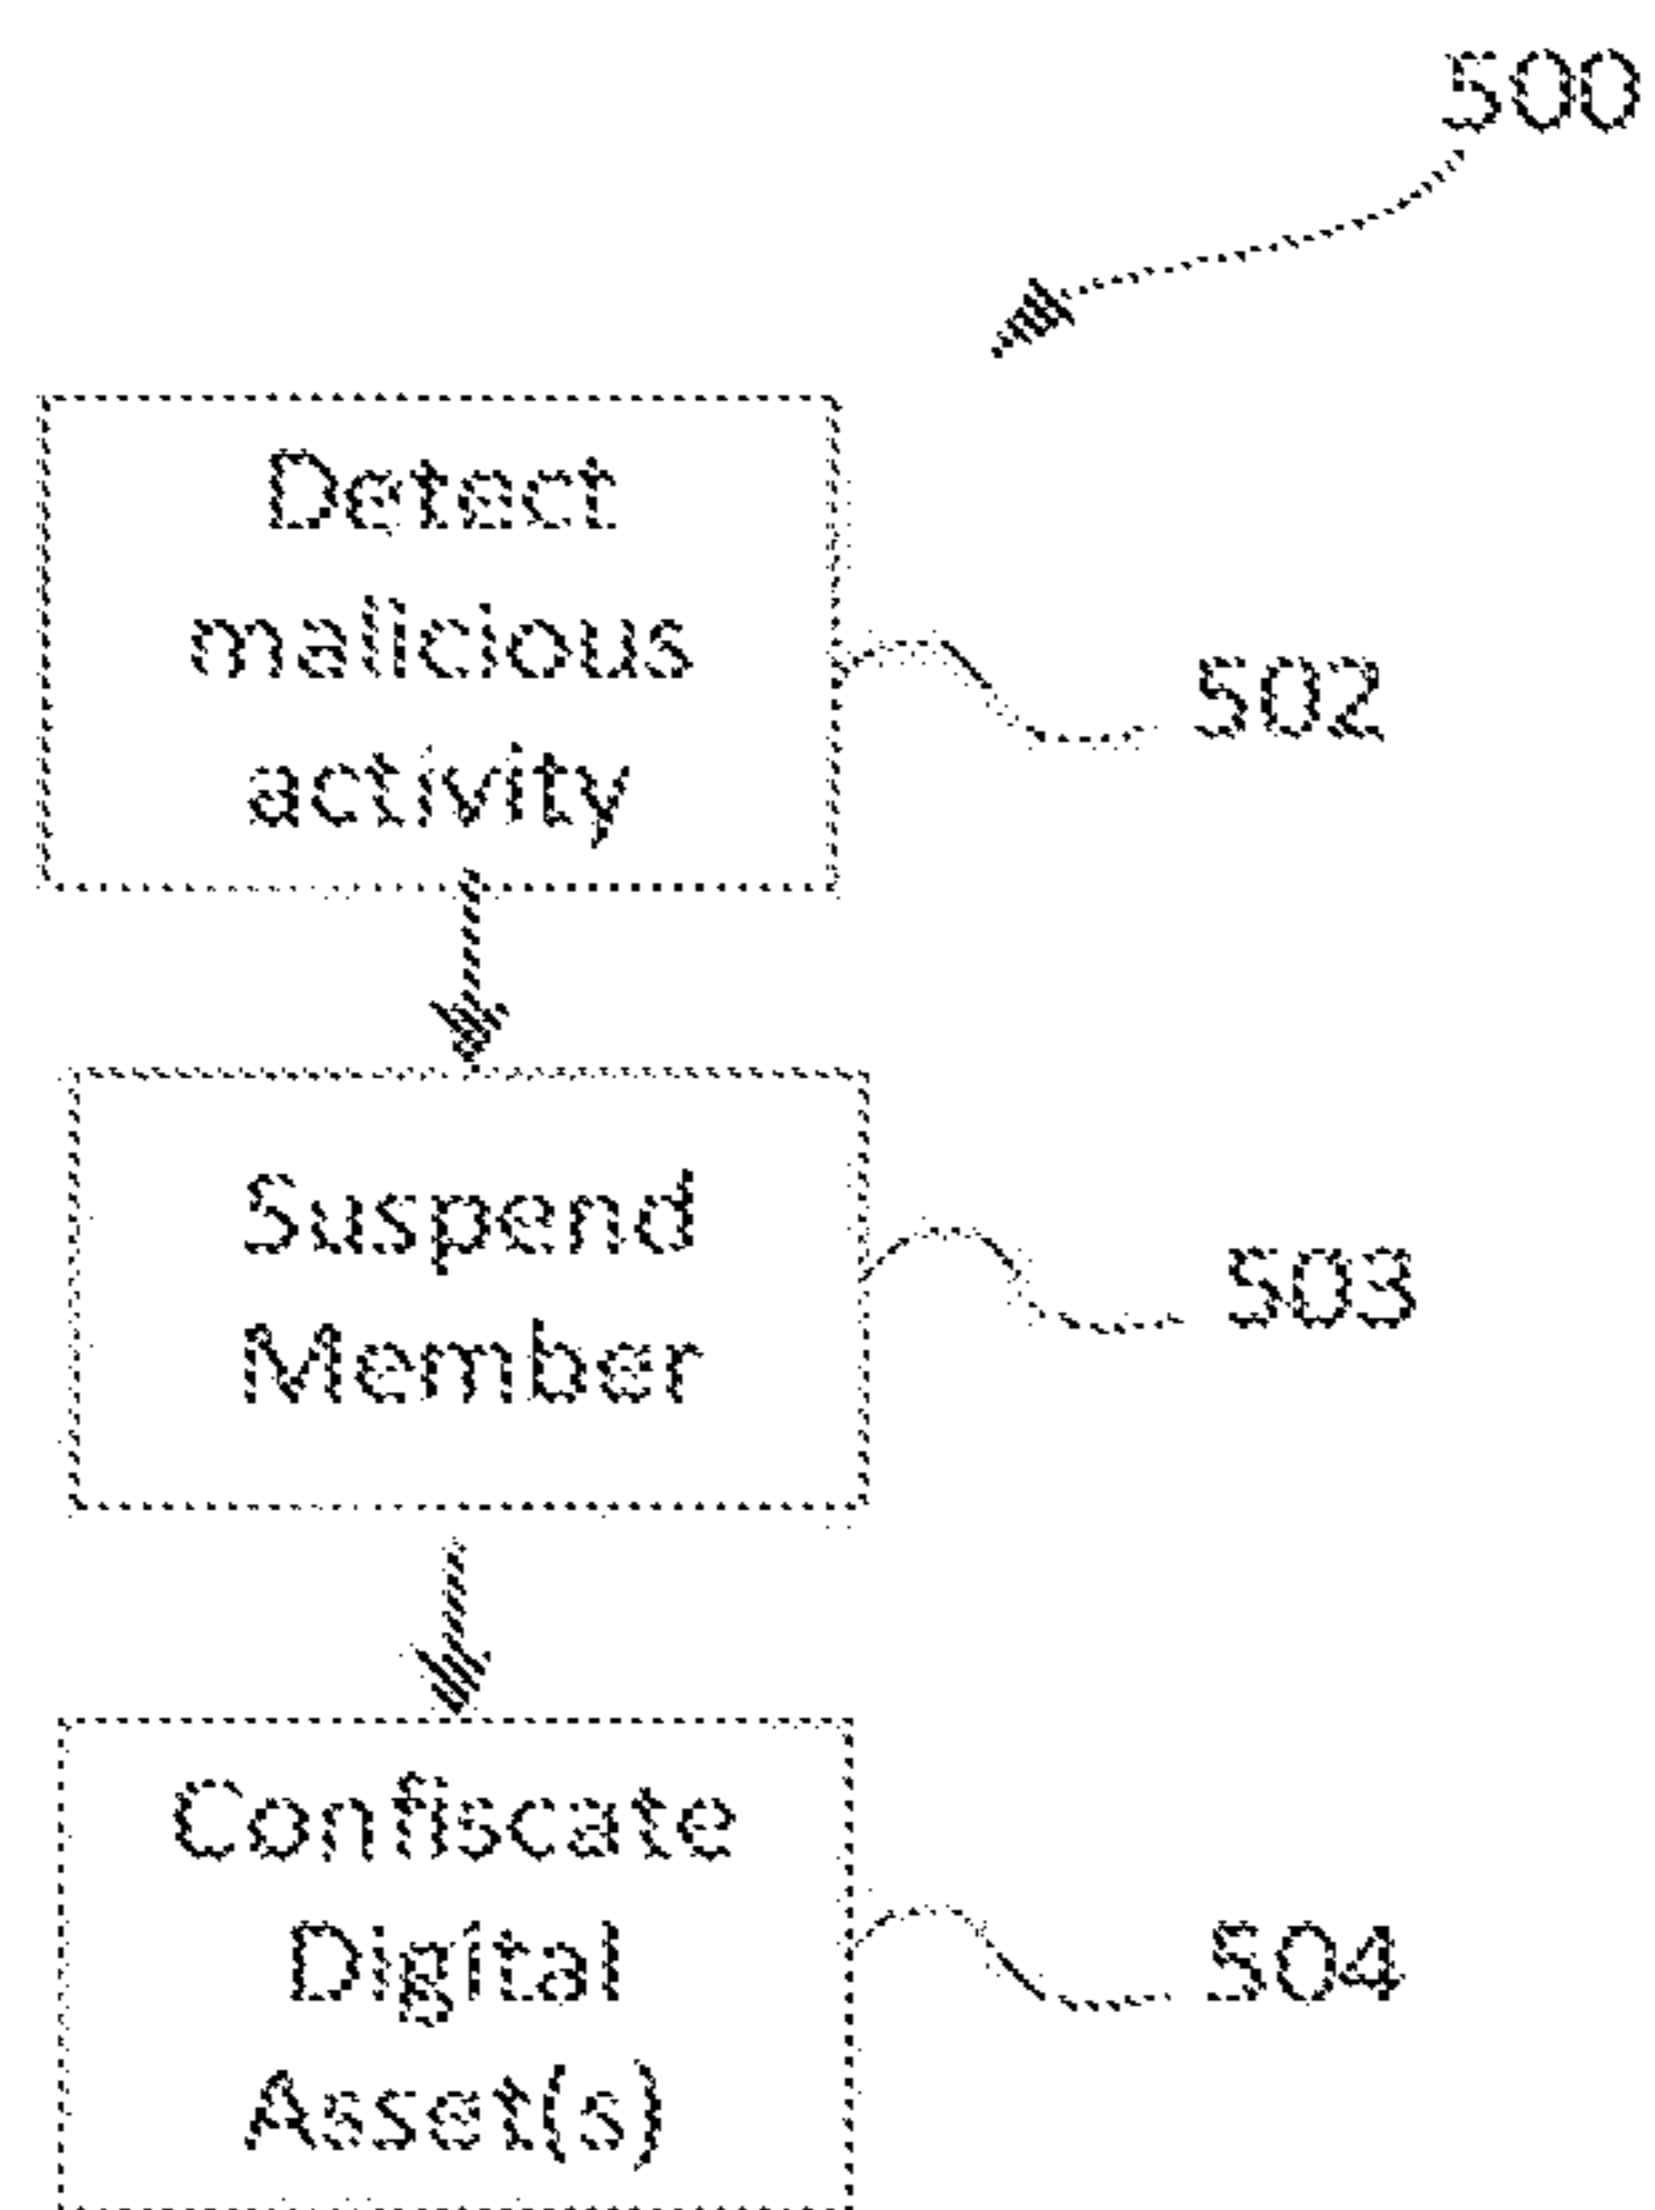 500
Detect
malicious
activity
502
Suspend
Member
503
Confiscate
Digital
Asset(s)
504